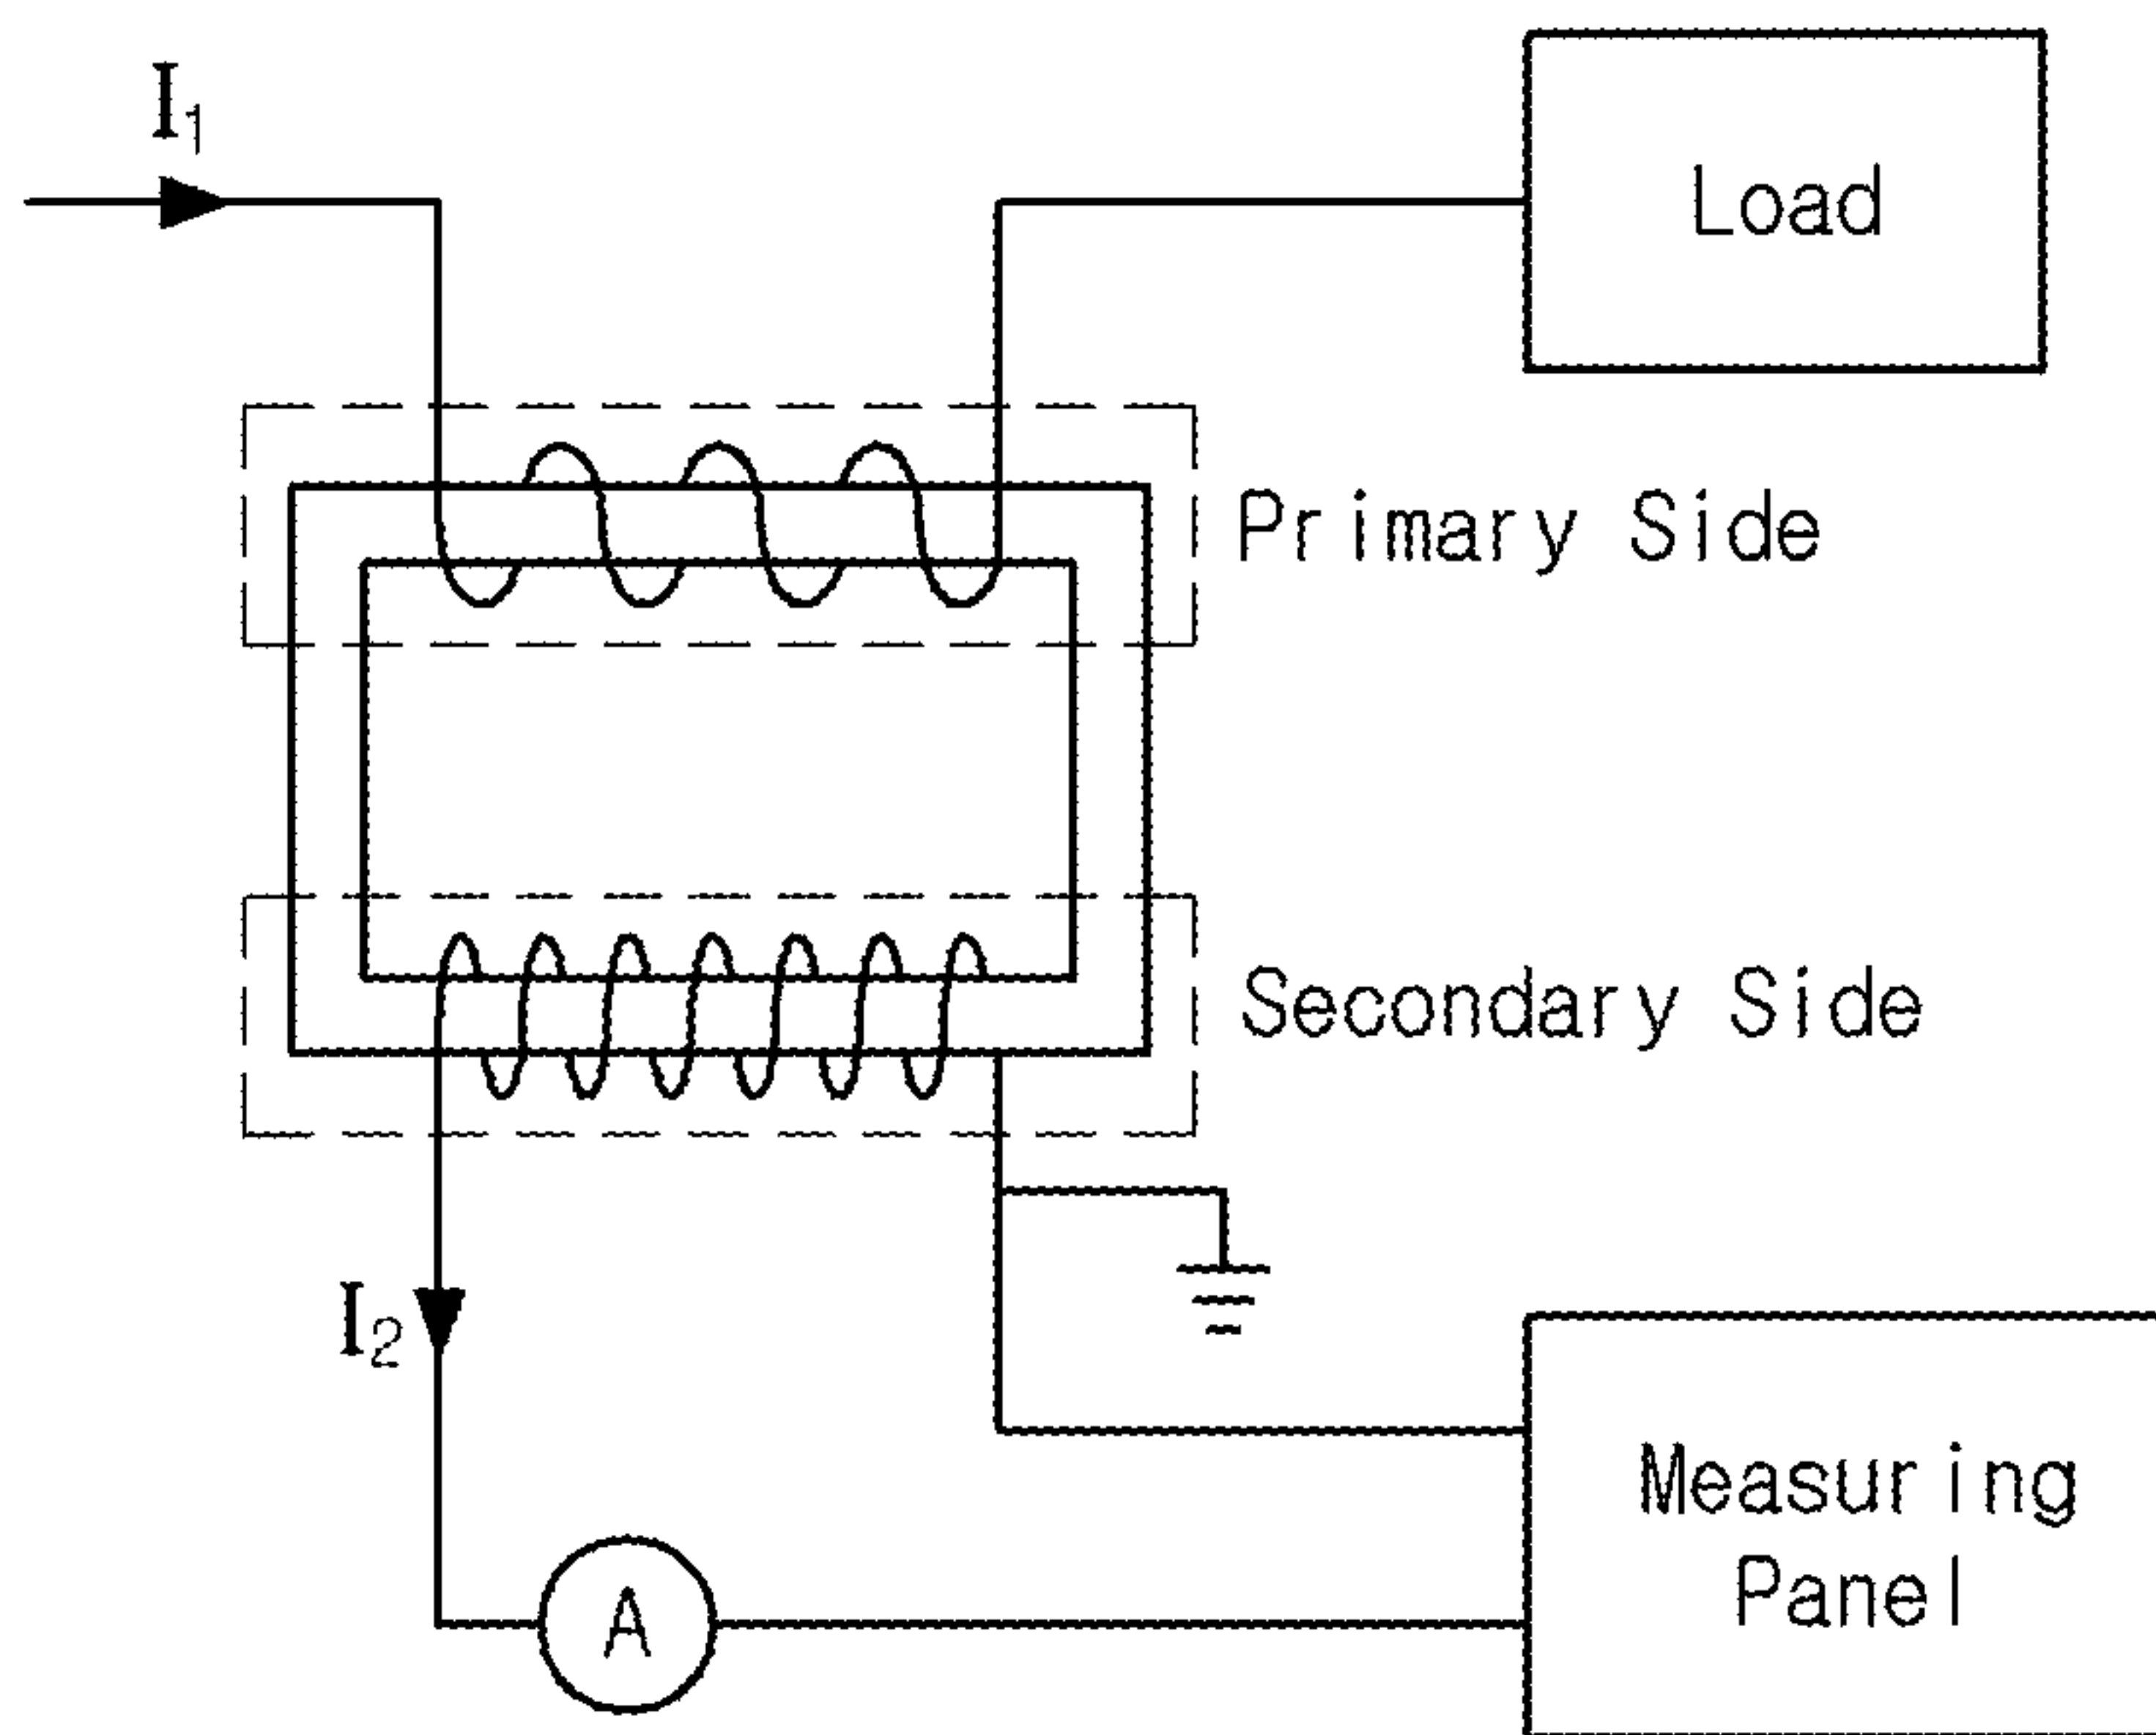 I₁
Load
Primary Side
Secondary Side
I₂
Measuring
Panel
A